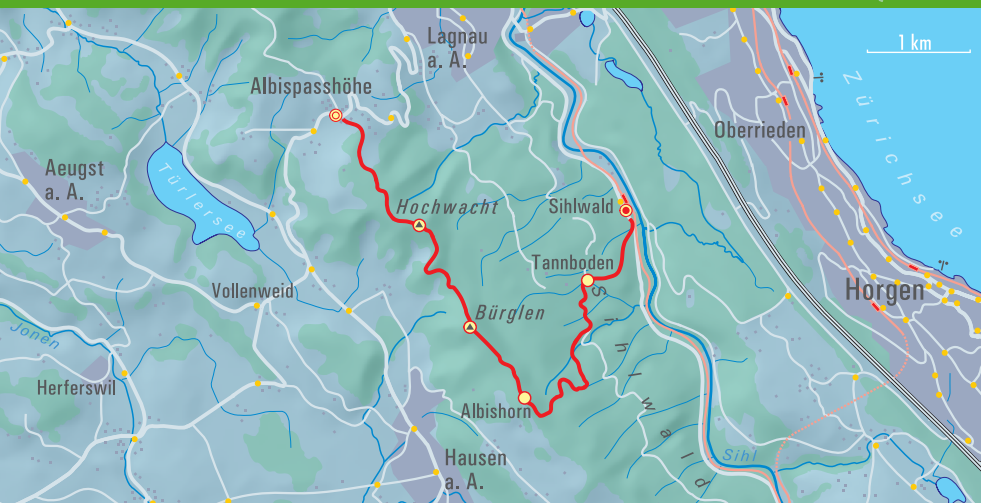 Lagnau
a. A.
1 km
Albispasshöhe
Zürichsee
Oberrieden
Aeugst
a. A.
Türlersee
Hochwacht
Sihlwald
Tannboden
Vollenweid
Horgen
Sihlwald
Bürglen
Jonen
Herferswil
Albishorn
Hausen
a. A.
Sihl